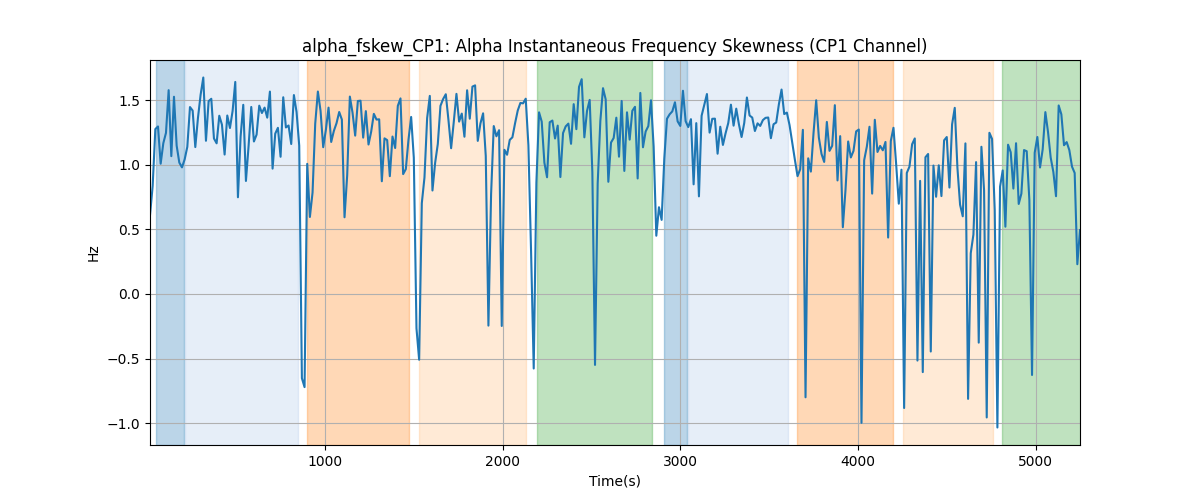 alpha_fskew_CP1: Alpha Instantaneous Frequency Skewness (CP1 Channel)
1.5
1.0
0.5
0.0
−0.5
−1.0
Hz
1000 2000 3000 4000 5000
Time(s)